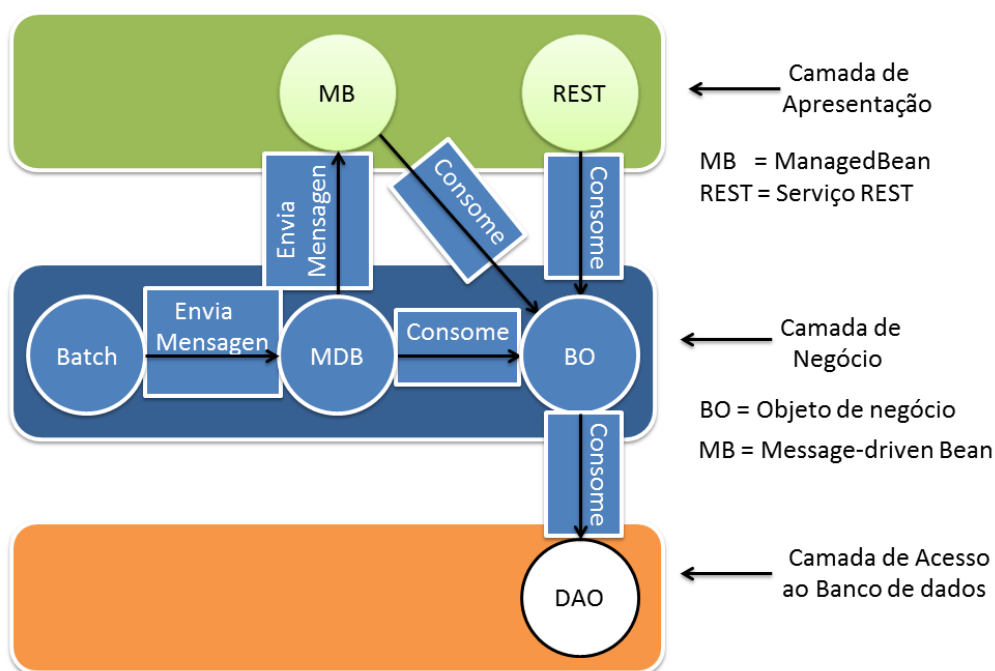 MB
REST
Camada de
Apresentação
MB = ManagedBean
REST = Serviço REST
Envia
Mensagen
Consome
Consome
Batch
Envia
Mensagen
MDB
Consome
BO
Camada de
Negócio
BO = Objeto de negócio
MB = Message-driven Bean
Consome
DAO
Camada de Acesso
ao Banco de dados